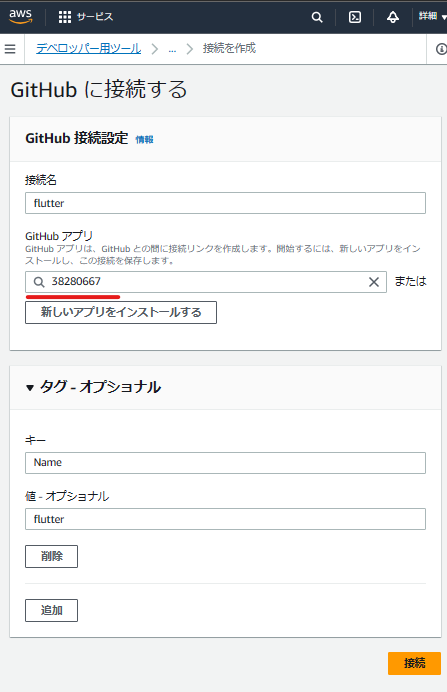 aws サービス 詳細
デベロッパー用ツール ... 接続を作成
GitHub に接続する
GitHub 接続設定 情報
接続名
flutter
GitHub アプリ
GitHub アプリは、GitHub との間に接続リンクを作成します。開始するには、新しいアプリをイン
ストールし、この接続を保存します。
38280667 または
新しいアプリをインストールする
タグ - オプショナル
キー
Name
値 - オプショナル
flutter
削除
追加
接続